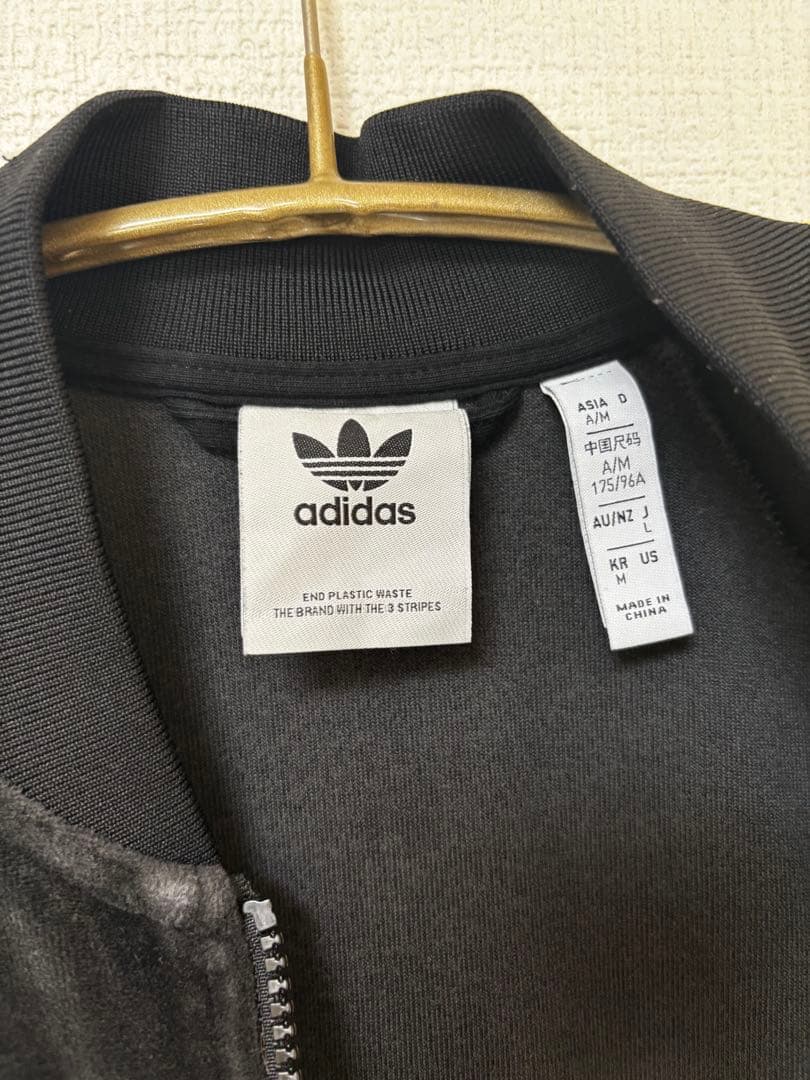 adidas
END PLASTIC WASTE
THE BRAND WITH THE 3 STRIPES
ASIA D
A/M
中国尺码
A/M
175/96A
AU/NZ J
L
KR US
M
MADE IN
CHINA